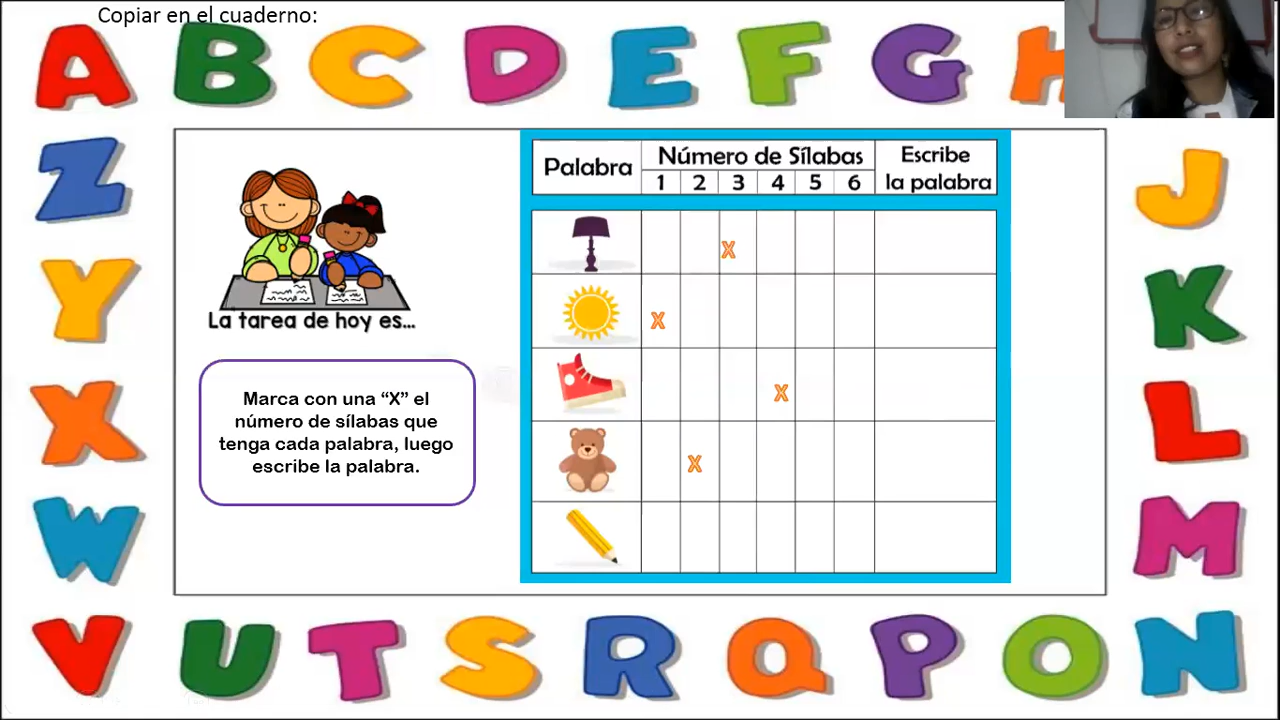 Copiar en el cuaderno:
A B C D E F G H
Z
J
Y
K
X
L
W
M
V U T S R Q P O N
La tarea de hoy es...
Marca con una “X” el
número de sílabas que
tenga cada palabra, luego
escribe la palabra.
Palabra Número de Sílabas Escribe
la palabra
1 2 3 4 5 6
X
X
X
X